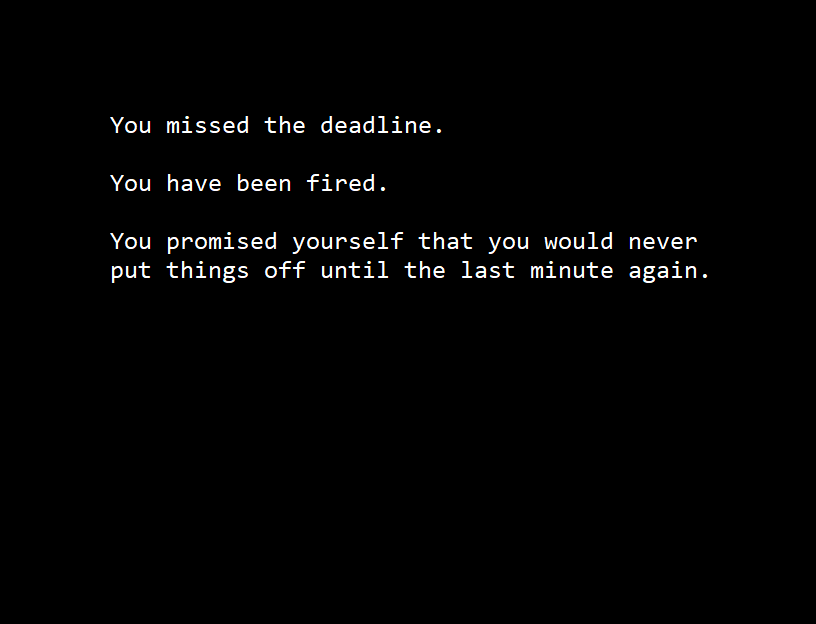 You missed the deadline.
You have been fired.
You promised yourself that you would never
put things off until the last minute again.